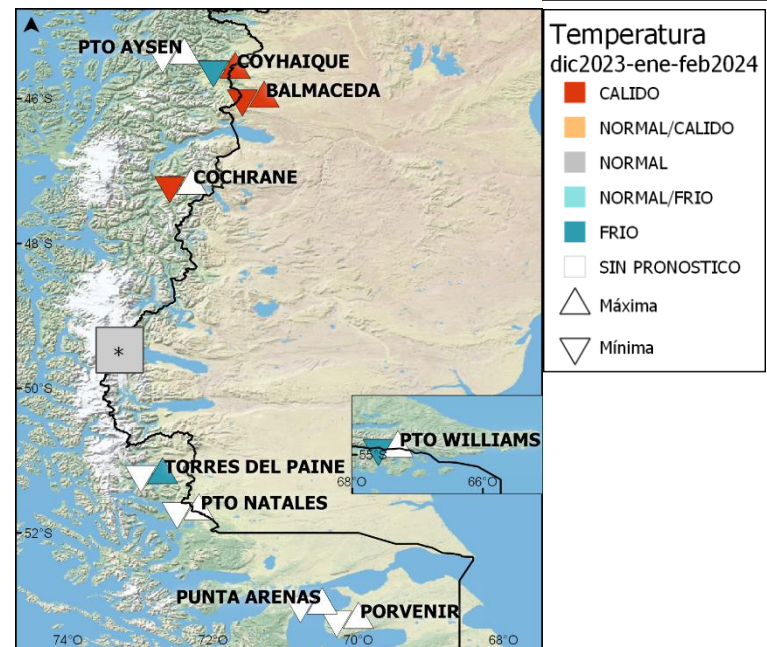 PTO AYSEN
COYHAIQUE
BALMACEDA
46°S
COCHRANE
48°S
*
50°S
PTO WILLIAMS
55°S
68°O
66°O
TORRES DEL PAINE
PTO NATALES
52°S
PUNTA ARENAS
PORVENIR
74°O
72°O
70°O
68°O
Temperatura
dic2023-ene-feb2024
CALIDO
NORMAL/CALIDO
NORMAL
NORMAL/FRIO
FRIO
SIN PRONOSTICO
Máxima
Mínima